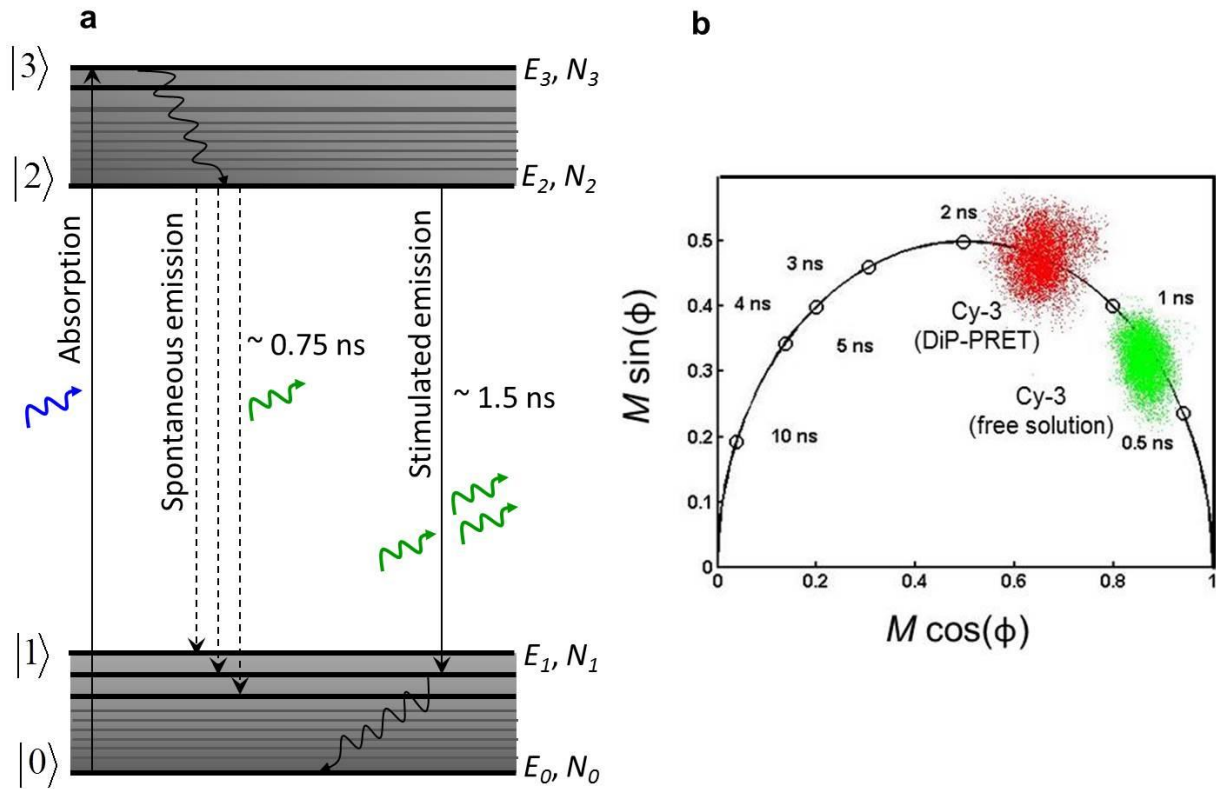 a
|3⟩
E3, N3
|2⟩
E2, N2
Absorption
Spontaneous emission
~ 0.75 ns
Stimulated emission
~ 1.5 ns
|1⟩
E1, N1
|0⟩
E0, N0
b
M sin(ϕ)
0.5
0.4
0.3
0.2
0.1
0
2 ns
3 ns
4 ns
5 ns
10 ns
1 ns
0.5 ns
Cy-3
(DiP-PRET)
Cy-3
(free solution)
0
0.2
0.4
0.6
0.8
1
M cos(ϕ)